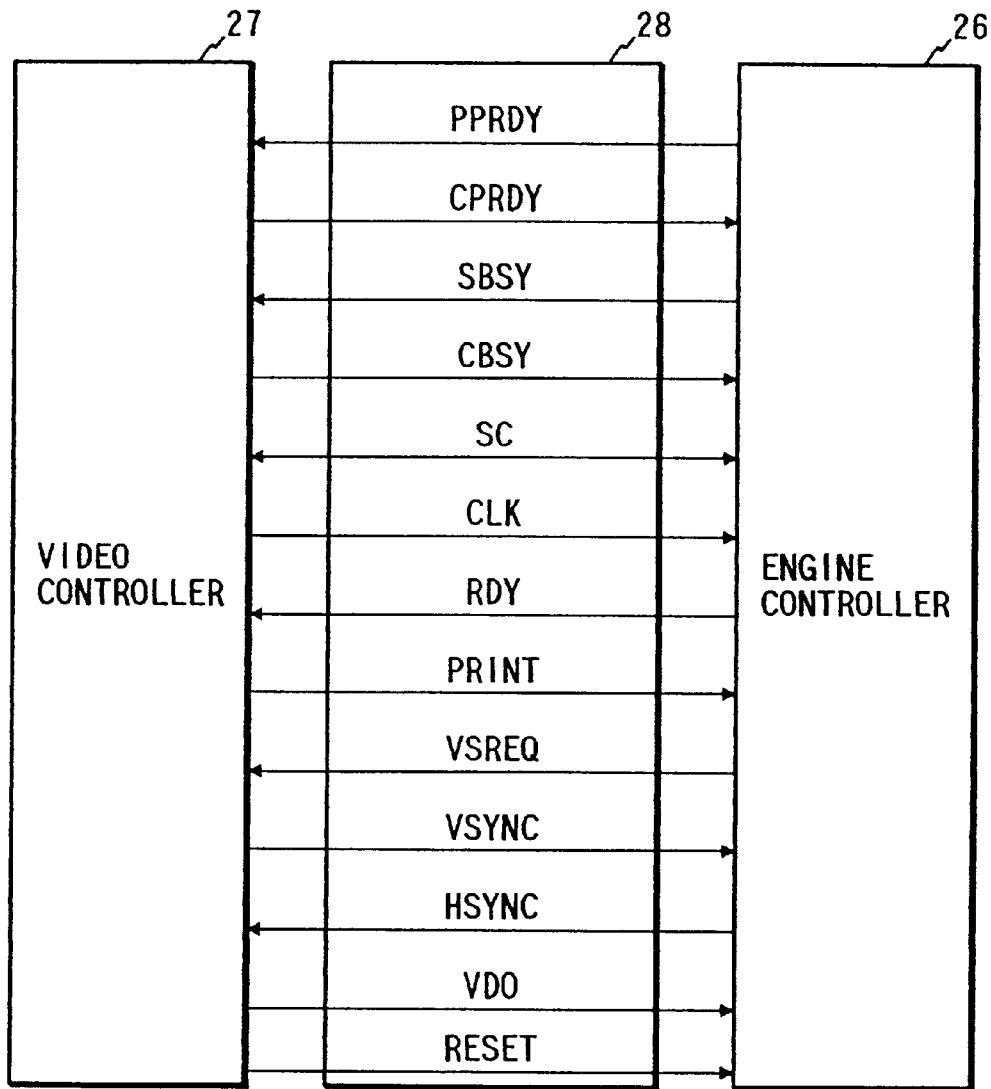 27
28
26
PPRDY
CPRDY
SBSY
CBSY
SC
CLK
RDY
PRINT
VSREQ
VSYNC
HSYNC
VDO
RESET
VIDEO
CONTROLLER
ENGINE
CONTROLLER